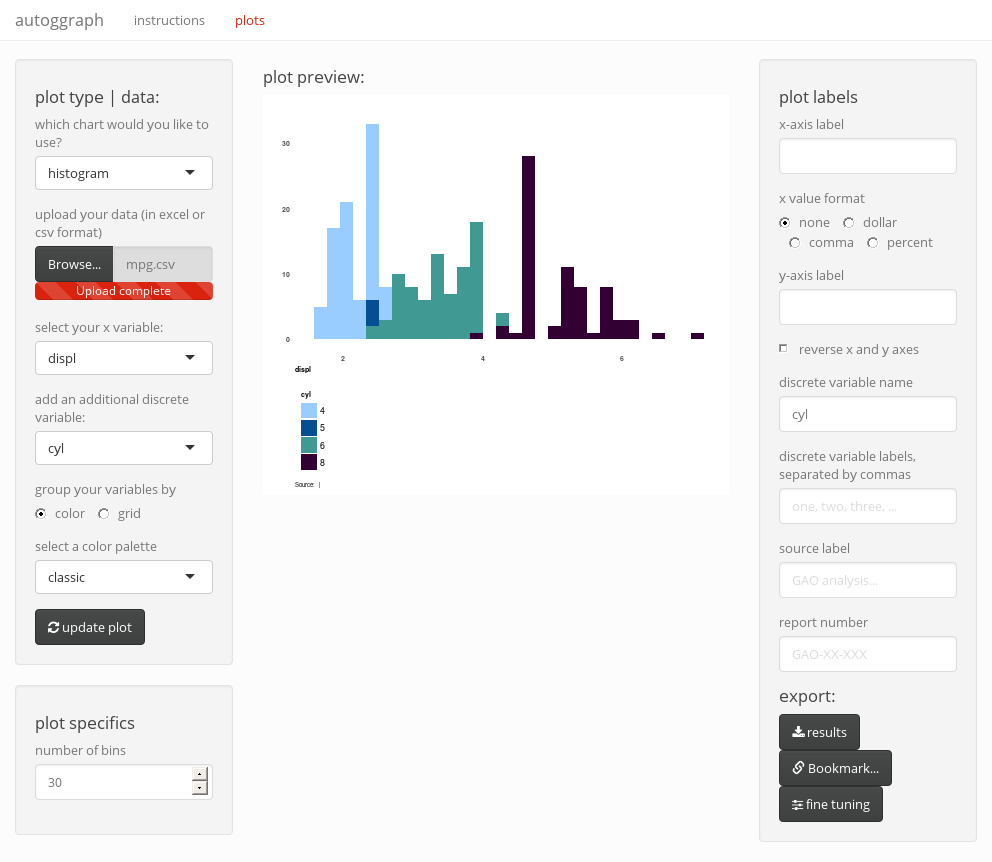 autoggraph instructions plots
plot type | data:
which chart would you like to
use?
histogram
upload your data (in excel or
csv format)
Browse... mpg.csv
Upload complete
select your x variable:
displ
add an additional discrete
variable:
cyl
group your variables by
color grid
select a color palette
classic
update plot
plot specifics
number of bins
30
plot preview:
30
20
10
0
2 4 6
displ
cyl
4
5
6
8
Source: |
plot labels
x-axis label
x value format
none dollar
comma percent
y-axis label
reverse x and y axes
discrete variable name
cyl
discrete variable labels,
separated by commas
one, two, three, ...
source label
GAO analysis...
report number
GAO-XX-XXX
export:
results
Bookmark...
fine tuning